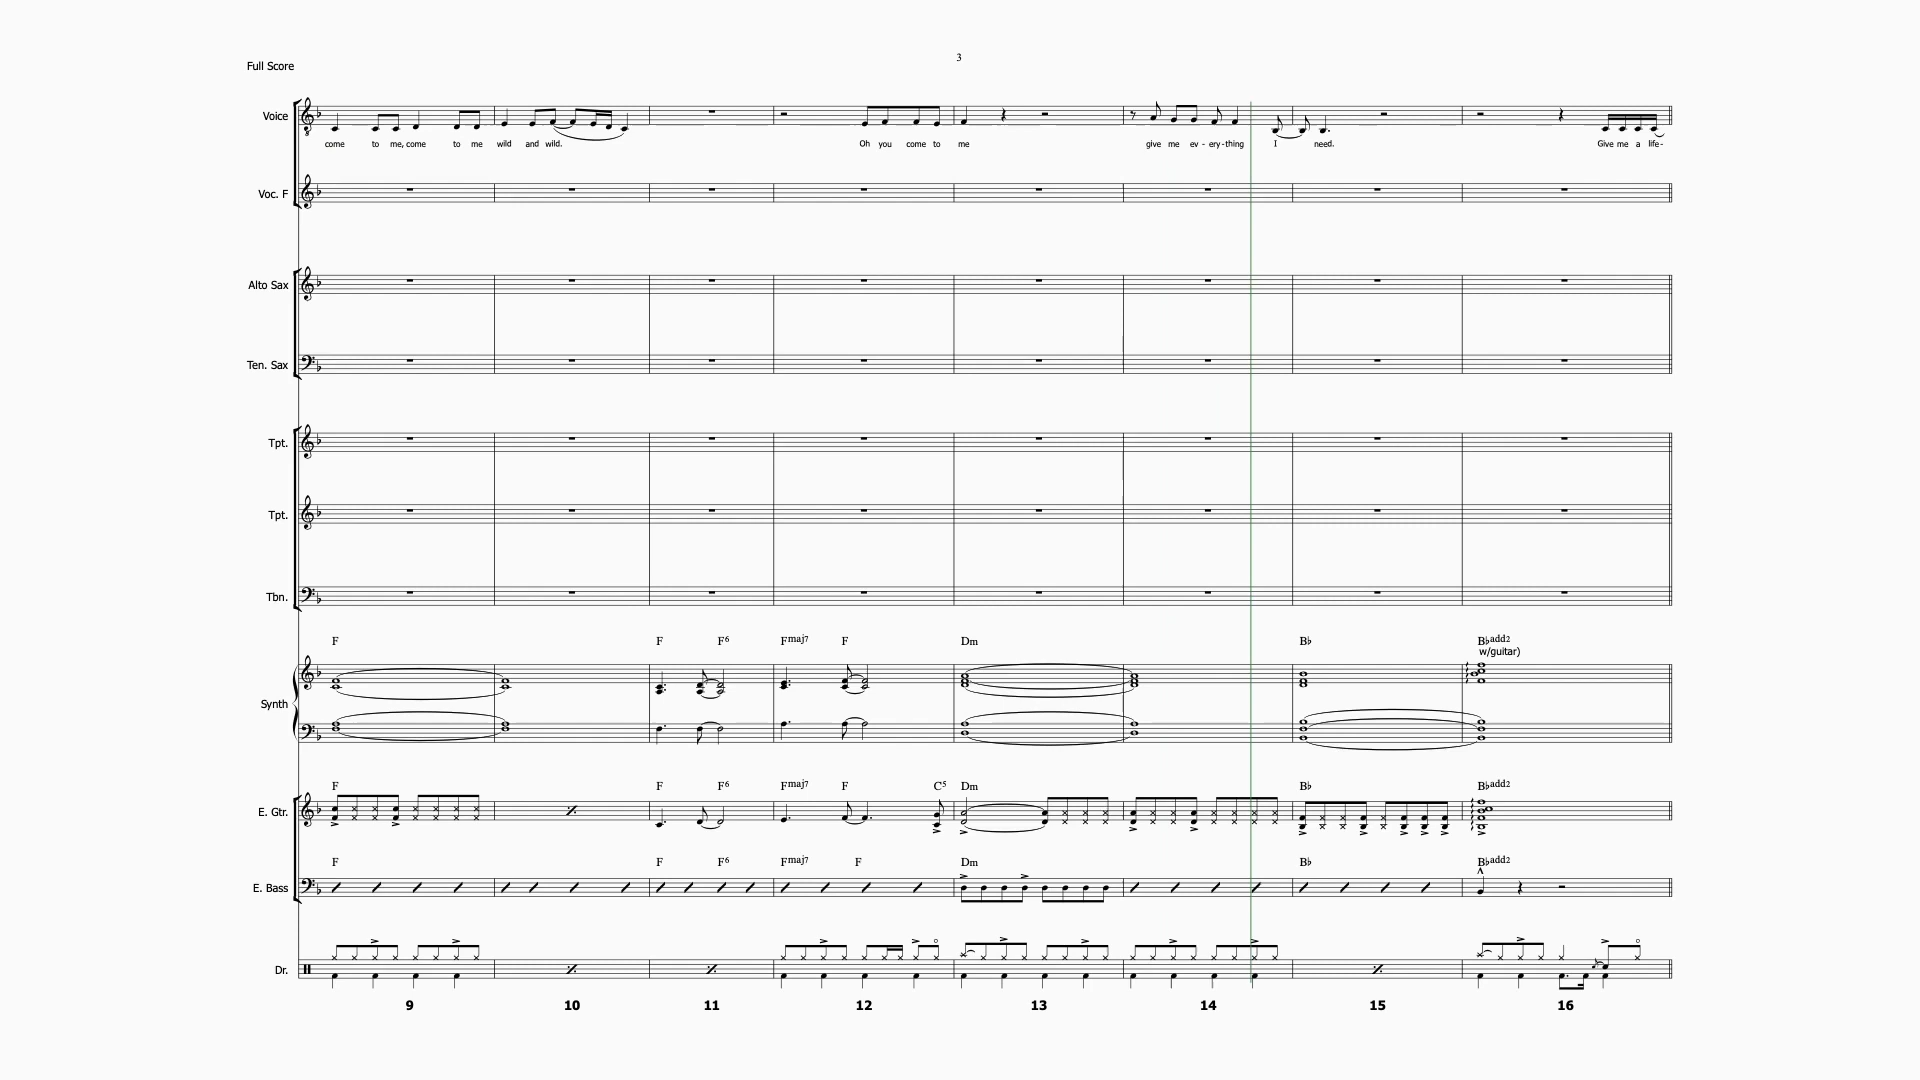 3
Full Score
Voice
come to me, come to me wild and wild. Oh you come to me give me ev - ery - thing I need. Give me a life -
Voc. F
Alto Sax
Ten. Sax
Tpt.
Tpt.
Tbn.
F F F6 Fmaj7 F Dm B♭ B♭add2
w/guitar)
Synth
F F F6 Fmaj7 F C5 Dm B♭ B♭add2
E. Gtr.
F F F6 Fmaj7 F Dm B♭ B♭add2
E. Bass
Dr.
9 10 11 12 13 14 15 16